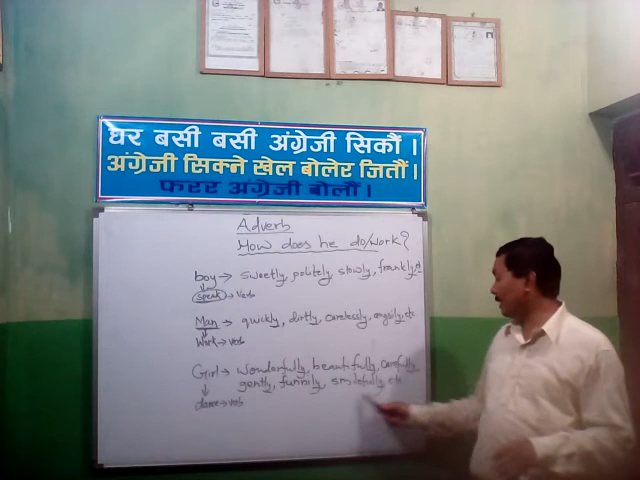 घर बसी बसी अंग्रेजी सिकौं ।
अंग्रेजी सिक्ने खेल बोलेर जितौं ।
फरर अंग्रेजी बोलौं ।
Adverb
How does he do/work?
boy → sweetly, politely, slowly, frankly, etc
speak → verb
Man → quickly, dirtly, carelessly, angrily, etc
Work → verb
Girl → wonderfully, beautifully, carefully,
gently, funnily, smilefully, etc
dance → verb